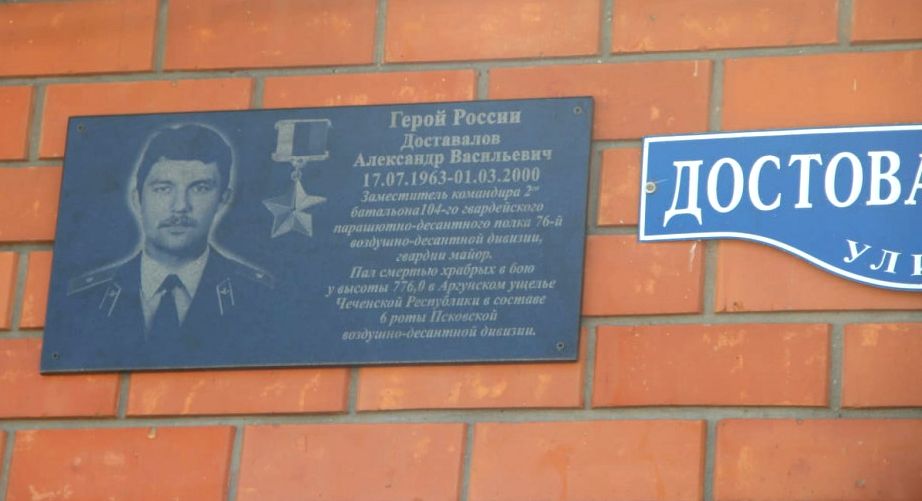 Герой России
Доставалов
Александр Васильевич
17.07.1963-01.03.2000
Заместитель командира 2го
батальона104-го гвардейского
парашютно-десантного полка 76-й
воздушно-десантной дивизии,
гвардии майор.
Пал смертью храбрых в бою
у высоты 776,0 в Аргунском ущелье
Чеченской Республики в составе
6 роты Псковской
воздушно-десантной дивизии.
ДОСТОВА
УЛИ